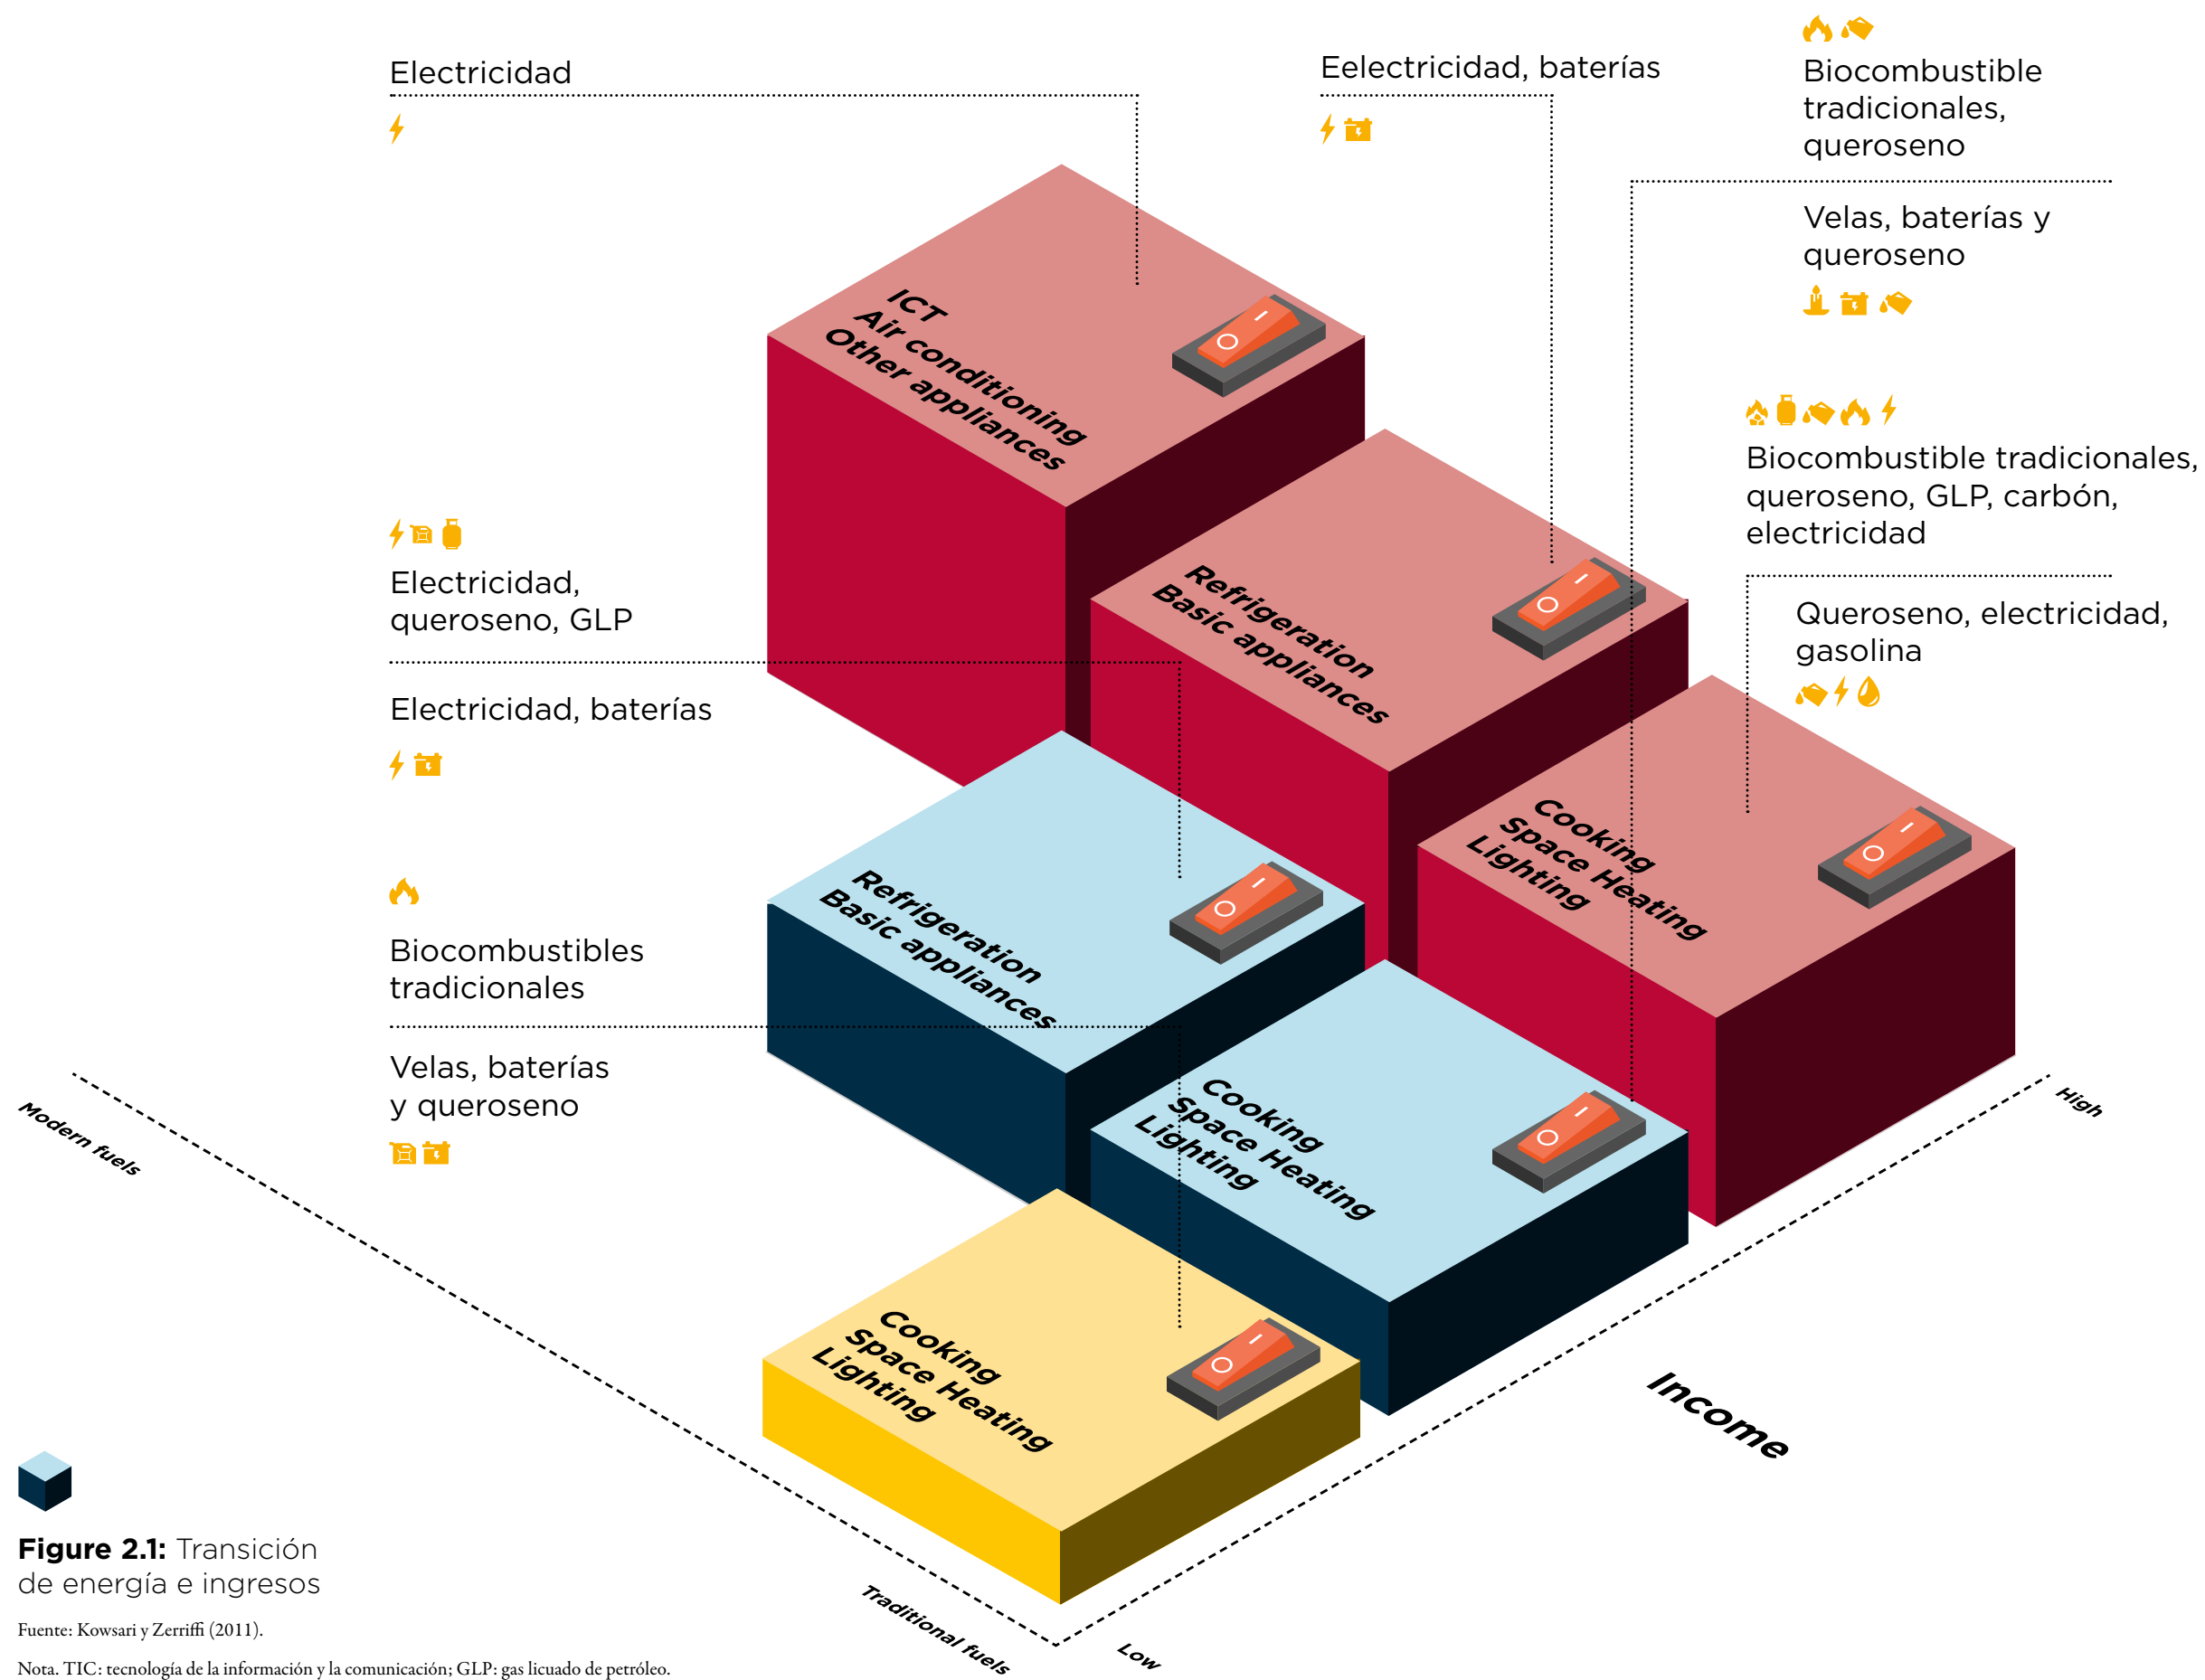 Electricidad
Eelectricidad, baterías
Biocombustible
tradicionales,
queroseno
Velas, baterías y
queroseno
ICT
Air conditioning
Other appliances
Biocombustible tradicionales,
queroseno, GLP, carbón,
electricidad
Queroseno, electricidad,
gasolina
Electricidad,
queroseno, GLP
Electricidad, baterías
Refrigeration
Basic appliances
Cooking
Space Heating
Lighting
Refrigeration
Basic appliances
Biocombustibles
tradicionales
Velas, baterías
y queroseno
Cooking
Space Heating
Lighting
Cooking
Space Heating
Lighting
Modern fuels
High
Income
Traditional fuels
Low
Figure 2.1: Transición
de energía e ingresos
Fuente: Kowsari y Zerriffi (2011).
Nota. TIC: tecnología de la información y la comunicación; GLP: gas licuado de petróleo.